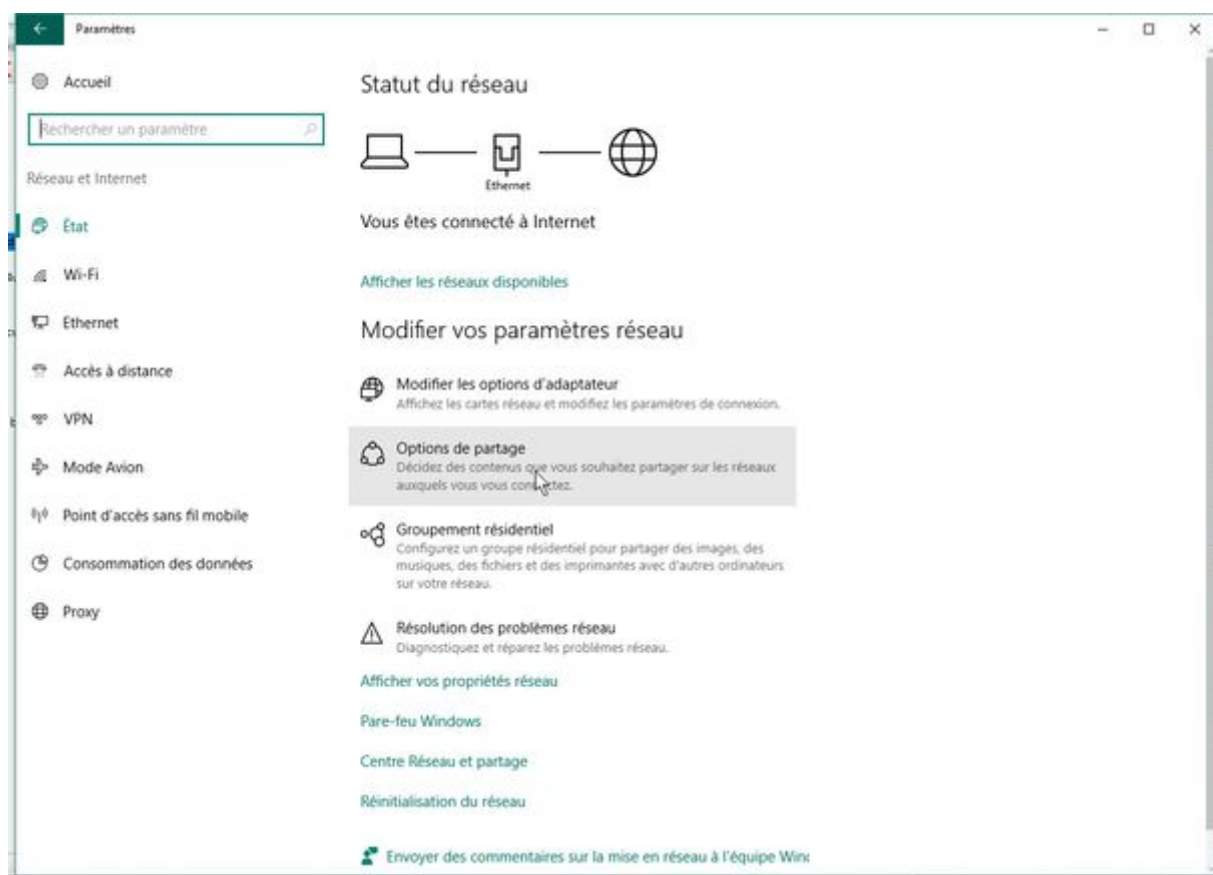 Paramètres
Accueil
Rechercher un paramètre
Réseau et Internet
État
Wi-Fi
Ethernet
Accès à distance
VPN
Mode Avion
Point d'accès sans fil mobile
Consommation des données
Proxy
Statut du réseau
Ethernet
Vous êtes connecté à Internet
Afficher les réseaux disponibles
Modifier vos paramètres réseau
Modifier les options d'adaptateur
Affichez les cartes réseau et modifiez les paramètres de connexion.
Options de partage
Décidez des contenus que vous souhaitez partager sur les réseaux
auxquels vous vous connectez.
Groupement résidentiel
Configurez un groupe résidentiel pour partager des images, des
musiques, des fichiers et des imprimantes avec d'autres ordinateurs
sur votre réseau.
Résolution des problèmes réseau
Diagnostiquez et réparez les problèmes réseau.
Afficher vos propriétés réseau
Pare-feu Windows
Centre Réseau et partage
Réinitialisation du réseau
Envoyer des commentaires sur la mise en réseau à l'équipe Wind